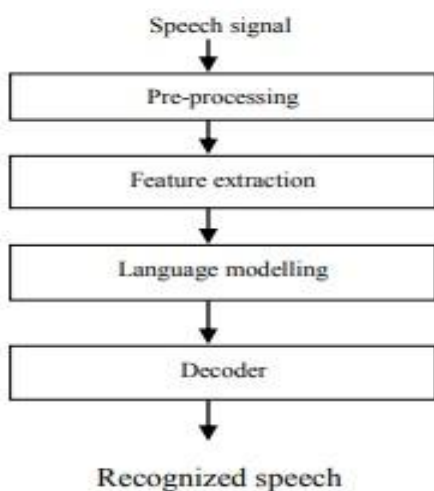 Speech signal
Pre-processing
Feature extraction
Language modelling
Decoder
Recognized speech